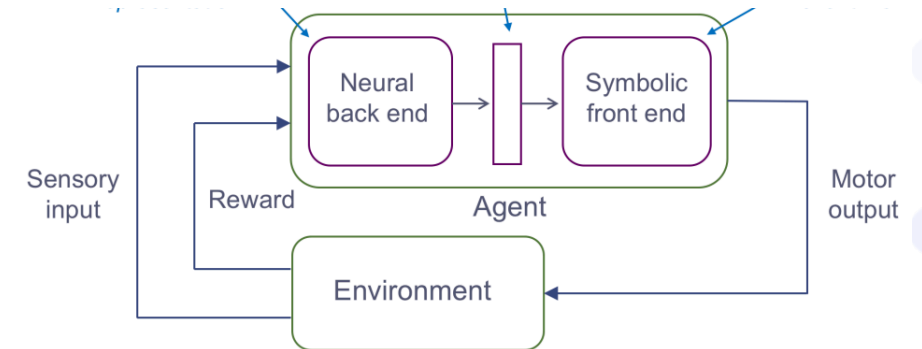 Neural
back end
Symbolic
front end
Sensory
input
Reward
Agent
Motor
output
Environment